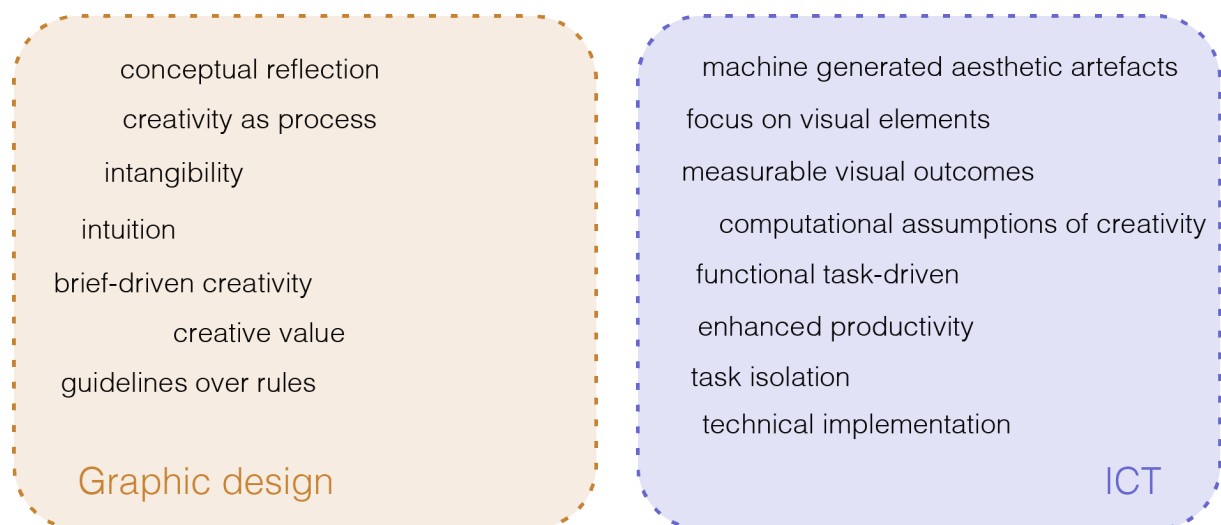 conceptual reflection
creativity as process
intangibility
intuition
brief-driven creativity
creative value
guidelines over rules
Graphic design
machine generated aesthetic artefacts
focus on visual elements
measurable visual outcomes
computational assumptions of creativity
functional task-driven
enhanced productivity
task isolation
technical implementation
ICT